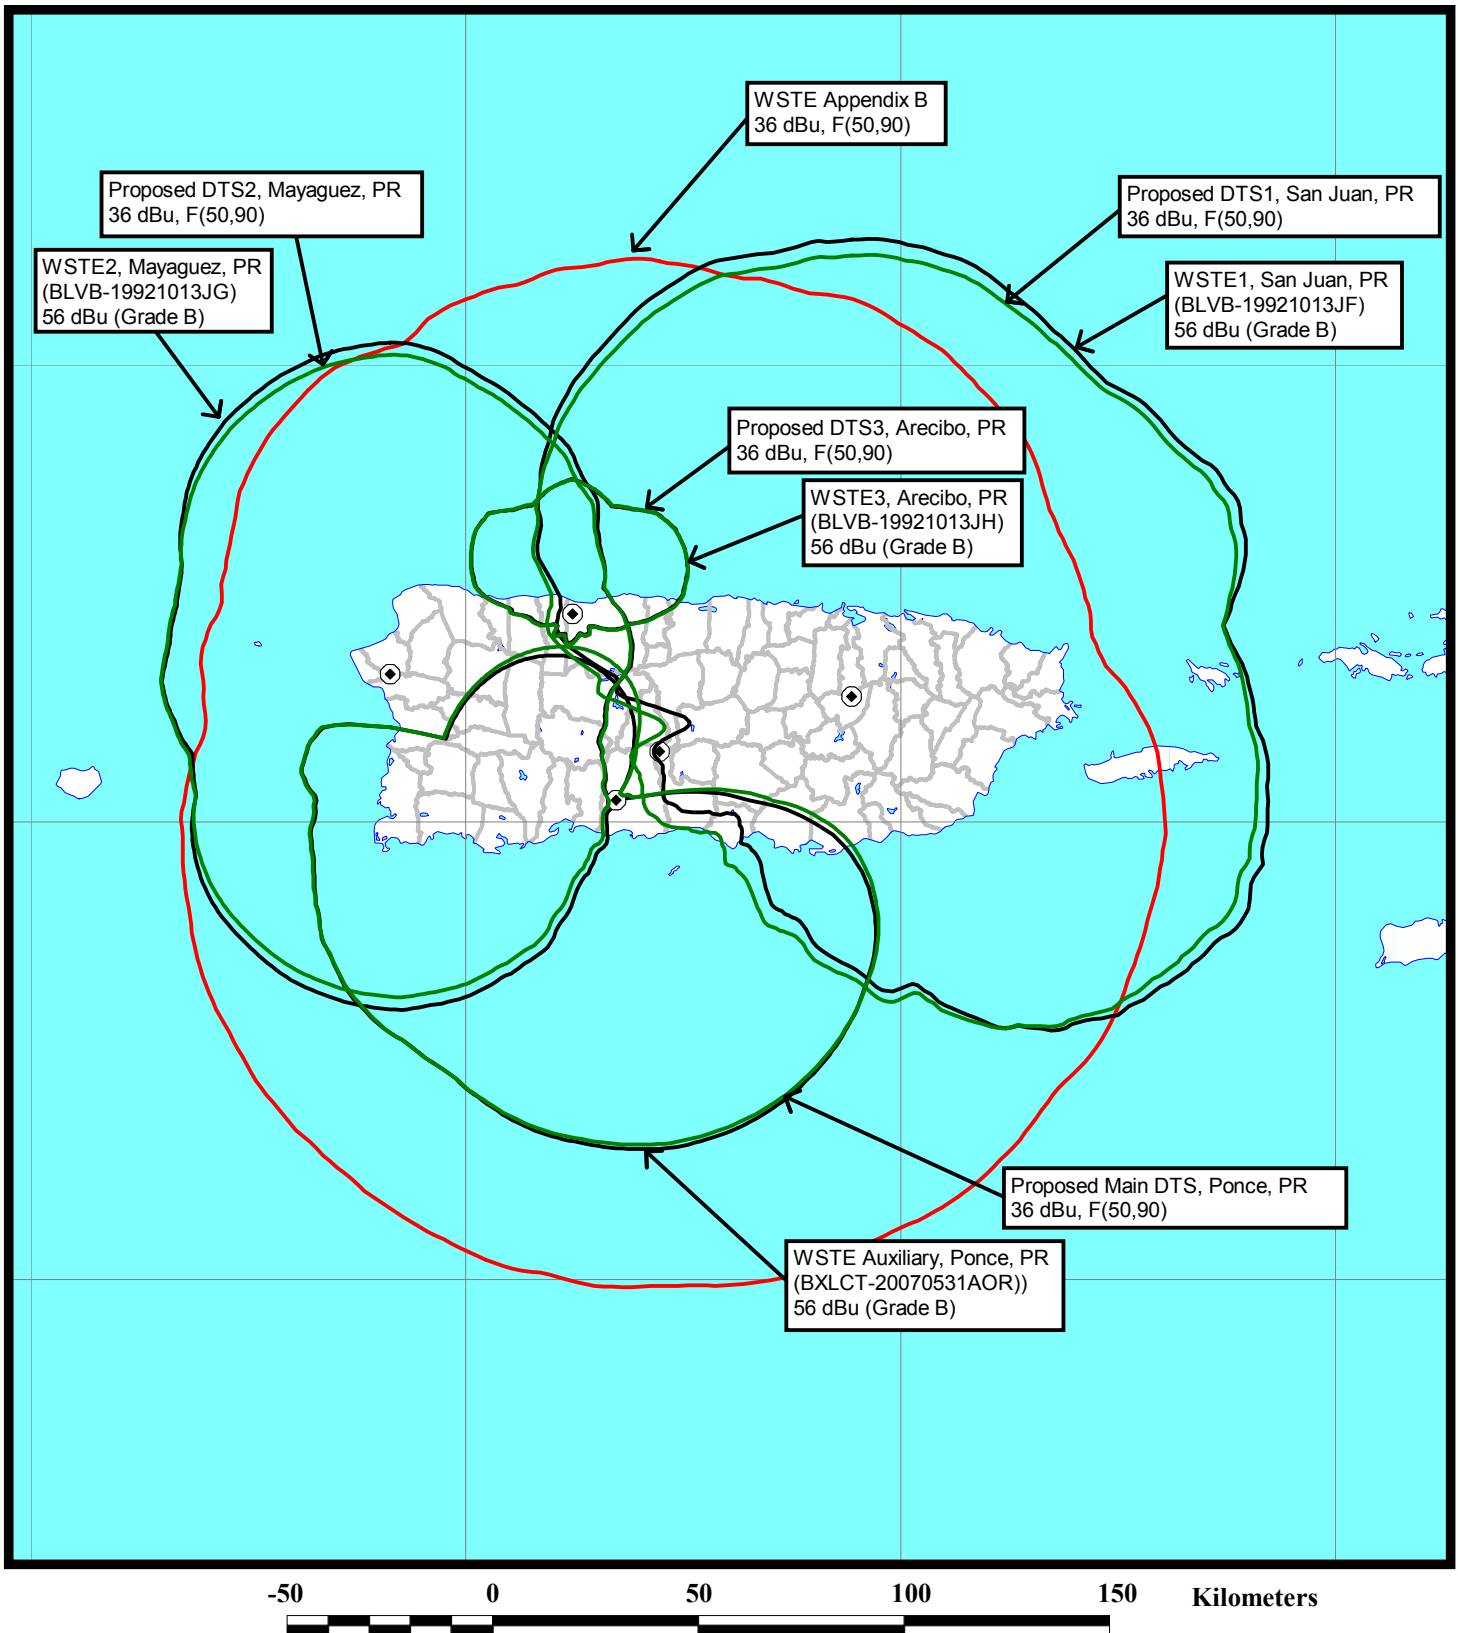 WSTE Appendix B
36 dBu, F(50,90)
Proposed DTS2, Mayaguez, PR
36 dBu, F(50,90)
Proposed DTS1, San Juan, PR
36 dBu, F(50,90)
WSTE2, Mayaguez, PR
(BLVB-19921013JG)
56 dBu (Grade B)
WSTE1, San Juan, PR
(BLVB-19921013JF)
56 dBu (Grade B)
Proposed DTS3, Arecibo, PR
36 dBu, F(50,90)
WSTE3, Arecibo, PR
(BLVB-19921013JH)
56 dBu (Grade B)
Proposed Main DTS, Ponce, PR
36 dBu, F(50,90)
WSTE Auxiliary, Ponce, PR
(BXLCT-20070531AOR))
56 dBu (Grade B)
-50 0 50 100 150 Kilometers